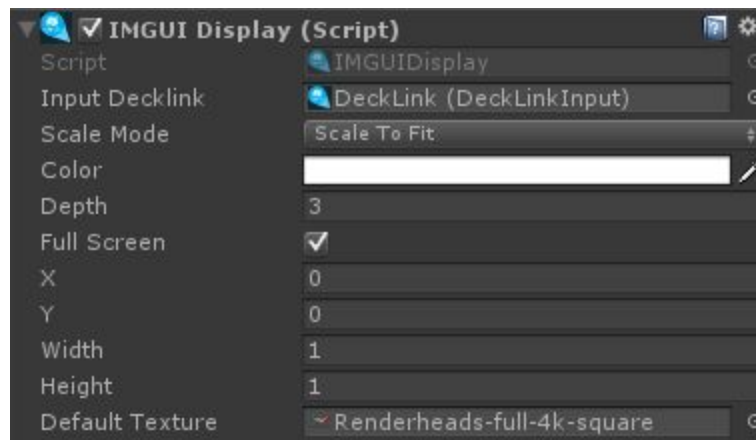 IMGUI Display (Script)
Script IMGUIDisplay
Input Decklink DeckLink (DeckLinkInput)
Scale Mode Scale To Fit
Color
Depth 3
Full Screen
X 0
Y 0
Width 1
Height 1
Default Texture Renderheads-full-4k-square